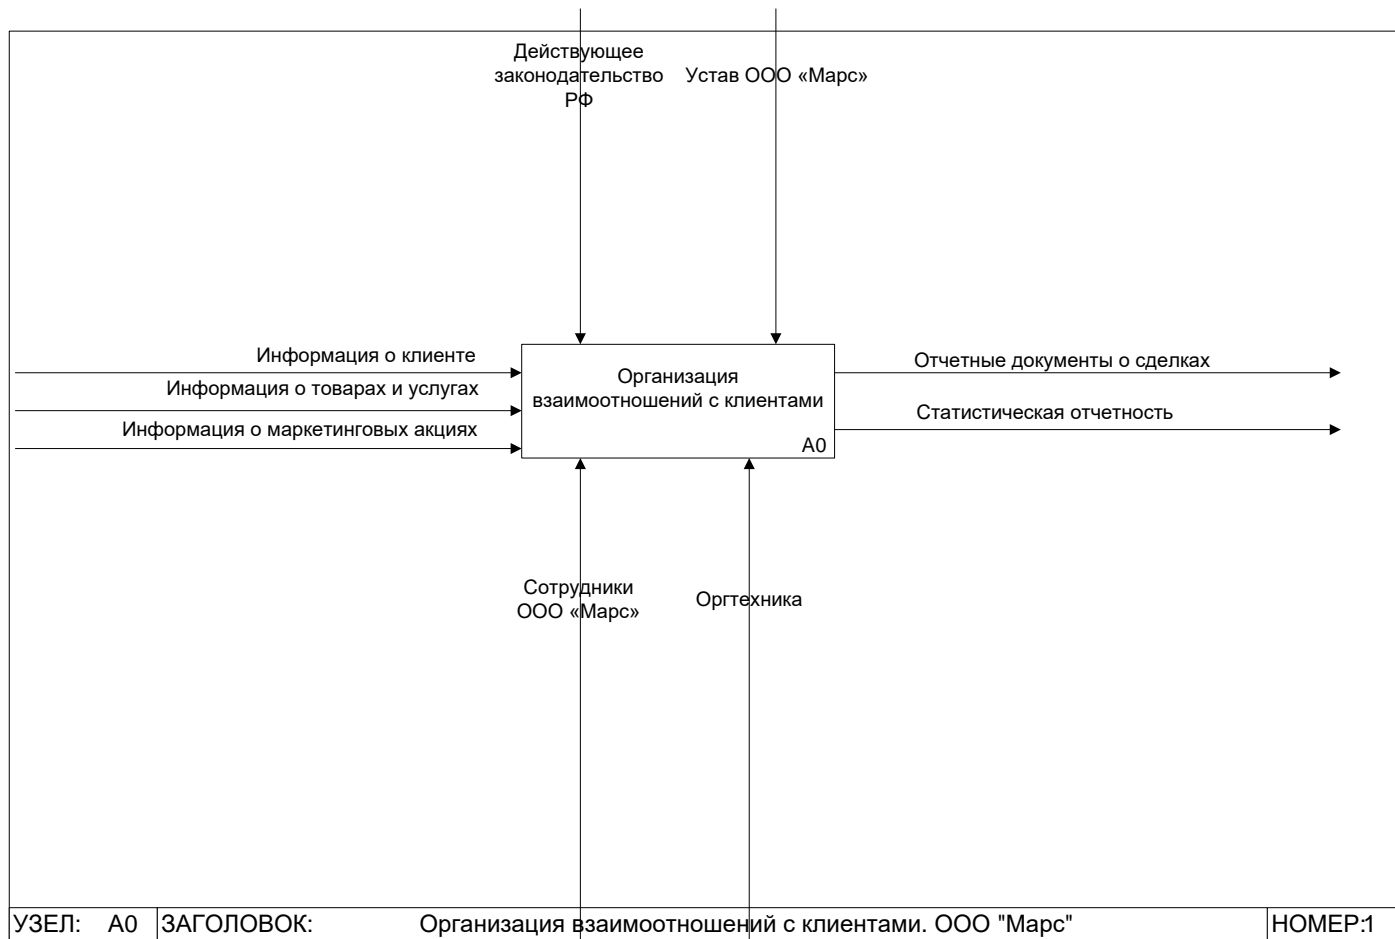 Действующее
законодательство
РФ
Устав ООО «Марс»
Информация о клиенте
Информация о товарах и услугах
Информация о маркетинговых акциях
Организация
взаимоотношений с клиентами
A0
Отчетные документы о сделках
Статистическая отчетность
Сотрудники
ООО «Марс»
Оргтехника
УЗЕЛ: A0 ЗАГОЛОВОК: Организация взаимоотношений с клиентами. ООО "Марс" НОМЕР:1